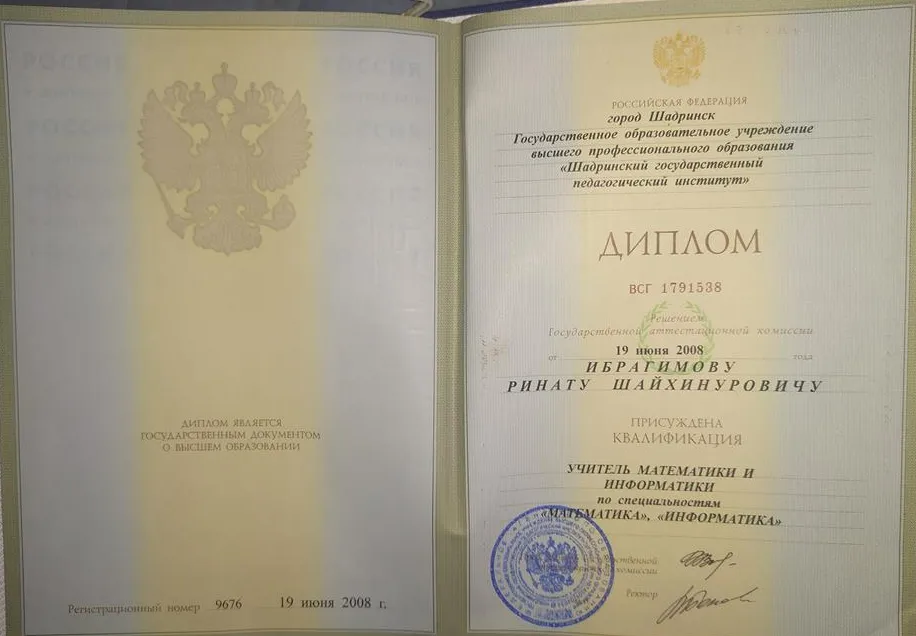 ДИПЛОМ ЯВЛЯЕТСЯ
ГОСУДАРСТВЕННЫМ ДОКУМЕНТОМ
О ВЫСШЕМ ОБРАЗОВАНИИ
Регистрационный номер 9676 19 июня 2008 г.
РОССИЙСКАЯ ФЕДЕРАЦИЯ
город Шадринск
Государственное образовательное учреждение
высшего профессионального образования
«Шадринский государственный
педагогический институт»
ДИПЛОМ
ВСГ 1791538
Решением
Государственной аттестационной комиссии
от 19 июня 2008 года
ИБРАГИМОВУ
РИНАТУ ШАЙХИНУРОВИЧУ
ПРИСУЖДЕНА
КВАЛИФИКАЦИЯ
УЧИТЕЛЬ МАТЕМАТИКИ И
ИНФОРМАТИКИ
по специальностям
«МАТЕМАТИКА», «ИНФОРМАТИКА»
комиссии
Ректор